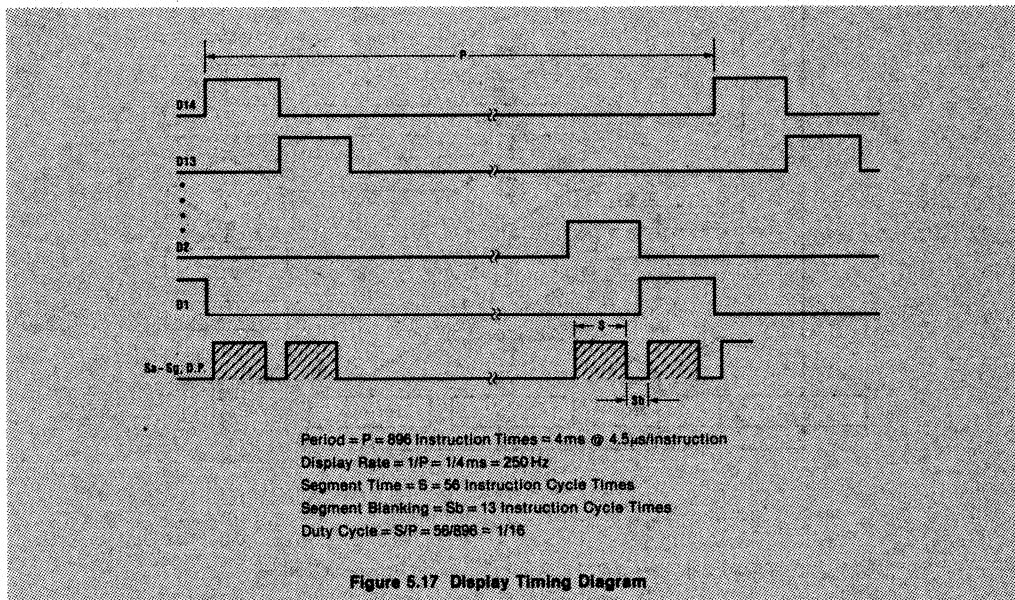 P
D14
D13
D2
D1
S
Sa–Sg, D.P.
Sb
Period = P = 896 Instruction Times = 4ms @ 4.5μs/instruction
Display Rate = 1/P = 1/4ms = 250 Hz
Segment Time = S = 56 Instruction Cycle Times
Segment Blanking = Sb = 13 Instruction Cycle Times
Duty Cycle = S/P = 56/896 = 1/16
Figure 5.17 Display Timing Diagram